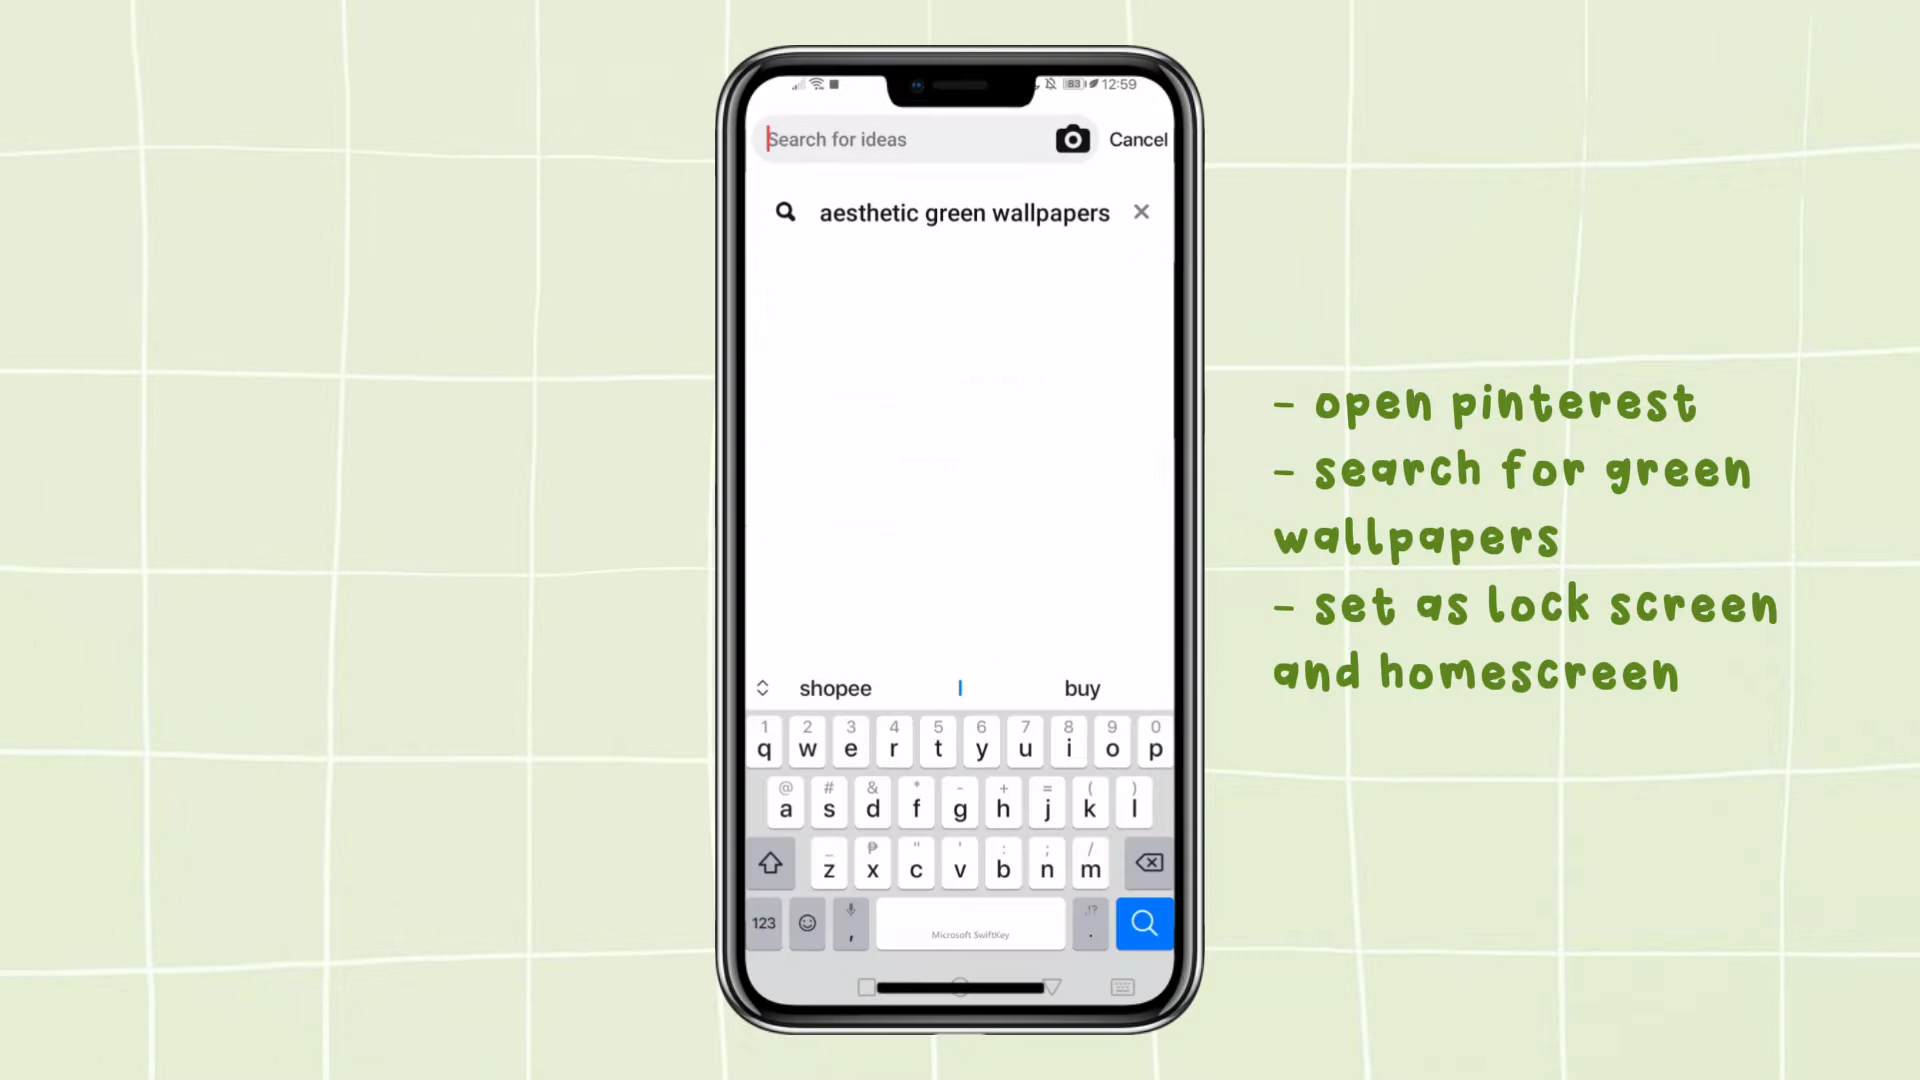 83 12:59
Search for ideas Cancel
aesthetic green wallpapers
- open pinterest
- search for green
wallpapers
- set as lock screen
and homescreen
shopee I buy
1 2 3 4 5 6 7 8 9 0
q w e r t y u i o p
@ # & * - + = ( )
a s d f g h j k l
_ ₱ " ' : ; /
z x c v b n m
123 , Microsoft SwiftKey .!?
.